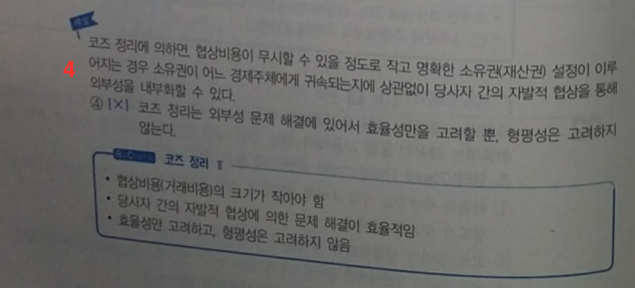 해설
코즈 정리에 의하면, 협상비용이 무시할 수 있을 정도로 작고 명확한 소유권(재산권) 설정이 이루
4
어지는 경우 소유권이 어느 경제주체에게 귀속되는지에 상관없이 당사자 간의 자발적 협상을 통해
외부성을 내부화할 수 있다.
④ |×| 코즈 정리는 외부성 문제 해결에 있어서 효율성만을 고려할 뿐, 형평성은 고려하지
않는다.
코즈 정리 Ⅱ
• 협상비용(거래비용)의 크기가 작아야 함
• 당사자 간의 자발적 협상에 의한 문제 해결이 효율적임
• 효율성만 고려하고, 형평성은 고려하지 않음